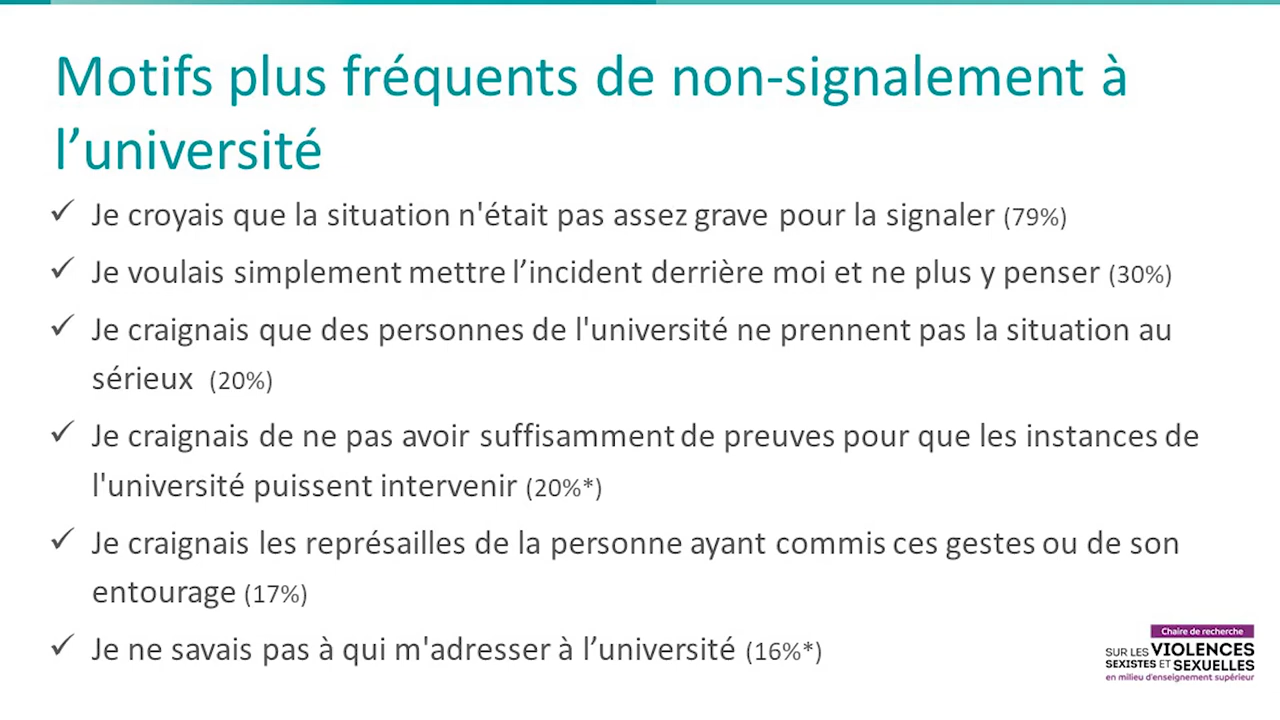 Motifs plus fréquents de non-signalement à
l’université
✓ Je croyais que la situation n'était pas assez grave pour la signaler (79%)
✓ Je voulais simplement mettre l’incident derrière moi et ne plus y penser (30%)
✓ Je craignais que des personnes de l'université ne prennent pas la situation au
sérieux (20%)
✓ Je craignais de ne pas avoir suffisamment de preuves pour que les instances de
l'université puissent intervenir (20%*)
✓ Je craignais les représailles de la personne ayant commis ces gestes ou de son
entourage (17%)
✓ Je ne savais pas à qui m'adresser à l’université (16%*)
Chaire de recherche
SUR LES VIOLENCES
SEXISTES ET SEXUELLES
en milieu d'enseignement supérieur